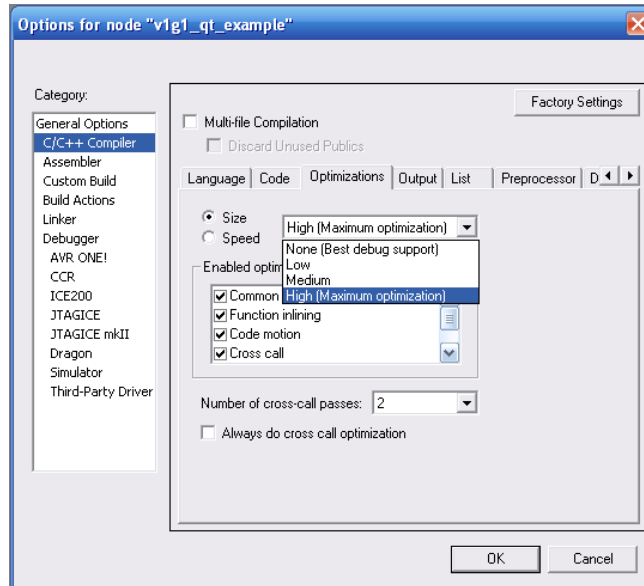 Options for node "v1g1_qt_example"
Category:
General Options
C/C++ Compiler
Assembler
Custom Build
Build Actions
Linker
Debugger
AVR ONE!
CCR
ICE200
JTAGICE
JTAGICE mkII
Dragon
Simulator
Third-Party Driver
Factory Settings
Multi-file Compilation
Discard Unused Publics
Language
Code
Optimizations
Output
List
Preprocessor
D
Size
High (Maximum optimization)
Speed
None (Best debug support)
Low
Medium
High (Maximum optimization)
Enabled optim
Common
Function inlining
Code motion
Cross call
Number of cross-call passes: 2
Always do cross call optimization
OK
Cancel